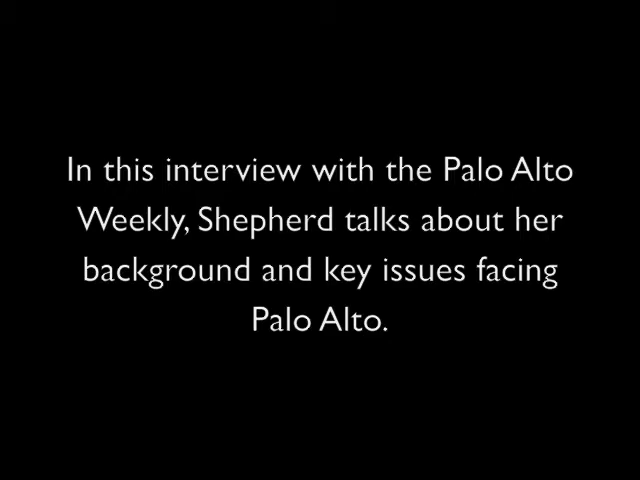 In this interview with the Palo Alto
Weekly, Shepherd talks about her
background and key issues facing
Palo Alto.